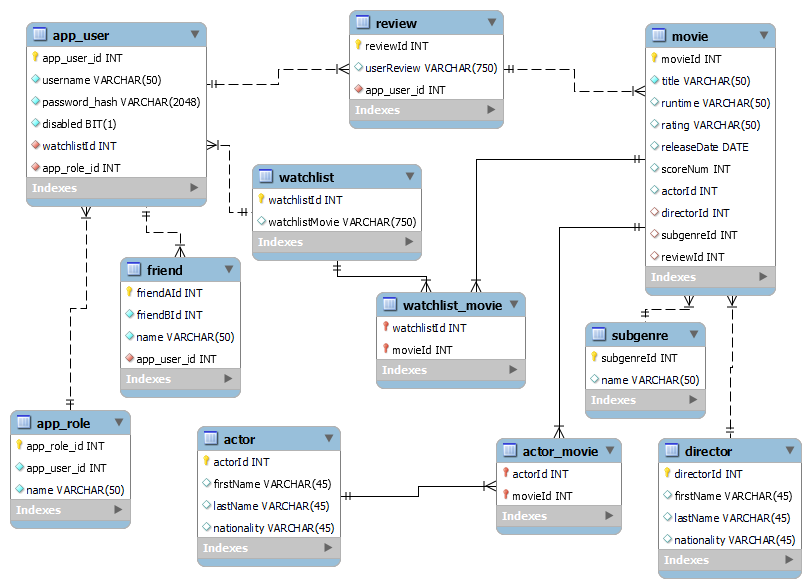 app_user
app_user_id INT
username VARCHAR(50)
password_hash VARCHAR(2048)
disabled BIT(1)
watchlistId INT
app_role_id INT
Indexes
review
reviewId INT
userReview VARCHAR(750)
app_user_id INT
Indexes
movie
movieId INT
title VARCHAR(50)
runtime VARCHAR(50)
rating VARCHAR(50)
releaseDate DATE
scoreNum INT
actorId INT
directorId INT
subgenreId INT
reviewId INT
Indexes
watchlist
watchlistId INT
watchlistMovie VARCHAR(750)
Indexes
friend
friendAId INT
friendBId INT
name VARCHAR(50)
app_user_id INT
Indexes
watchlist_movie
watchlistId INT
movieId INT
Indexes
subgenre
subgenreId INT
name VARCHAR(50)
Indexes
app_role
app_role_id INT
app_user_id INT
name VARCHAR(50)
Indexes
actor
actorId INT
firstName VARCHAR(45)
lastName VARCHAR(45)
nationality VARCHAR(45)
Indexes
actor_movie
actorId INT
movieId INT
Indexes
director
directorId INT
firstName VARCHAR(45)
lastName VARCHAR(45)
nationality VARCHAR(45)
Indexes